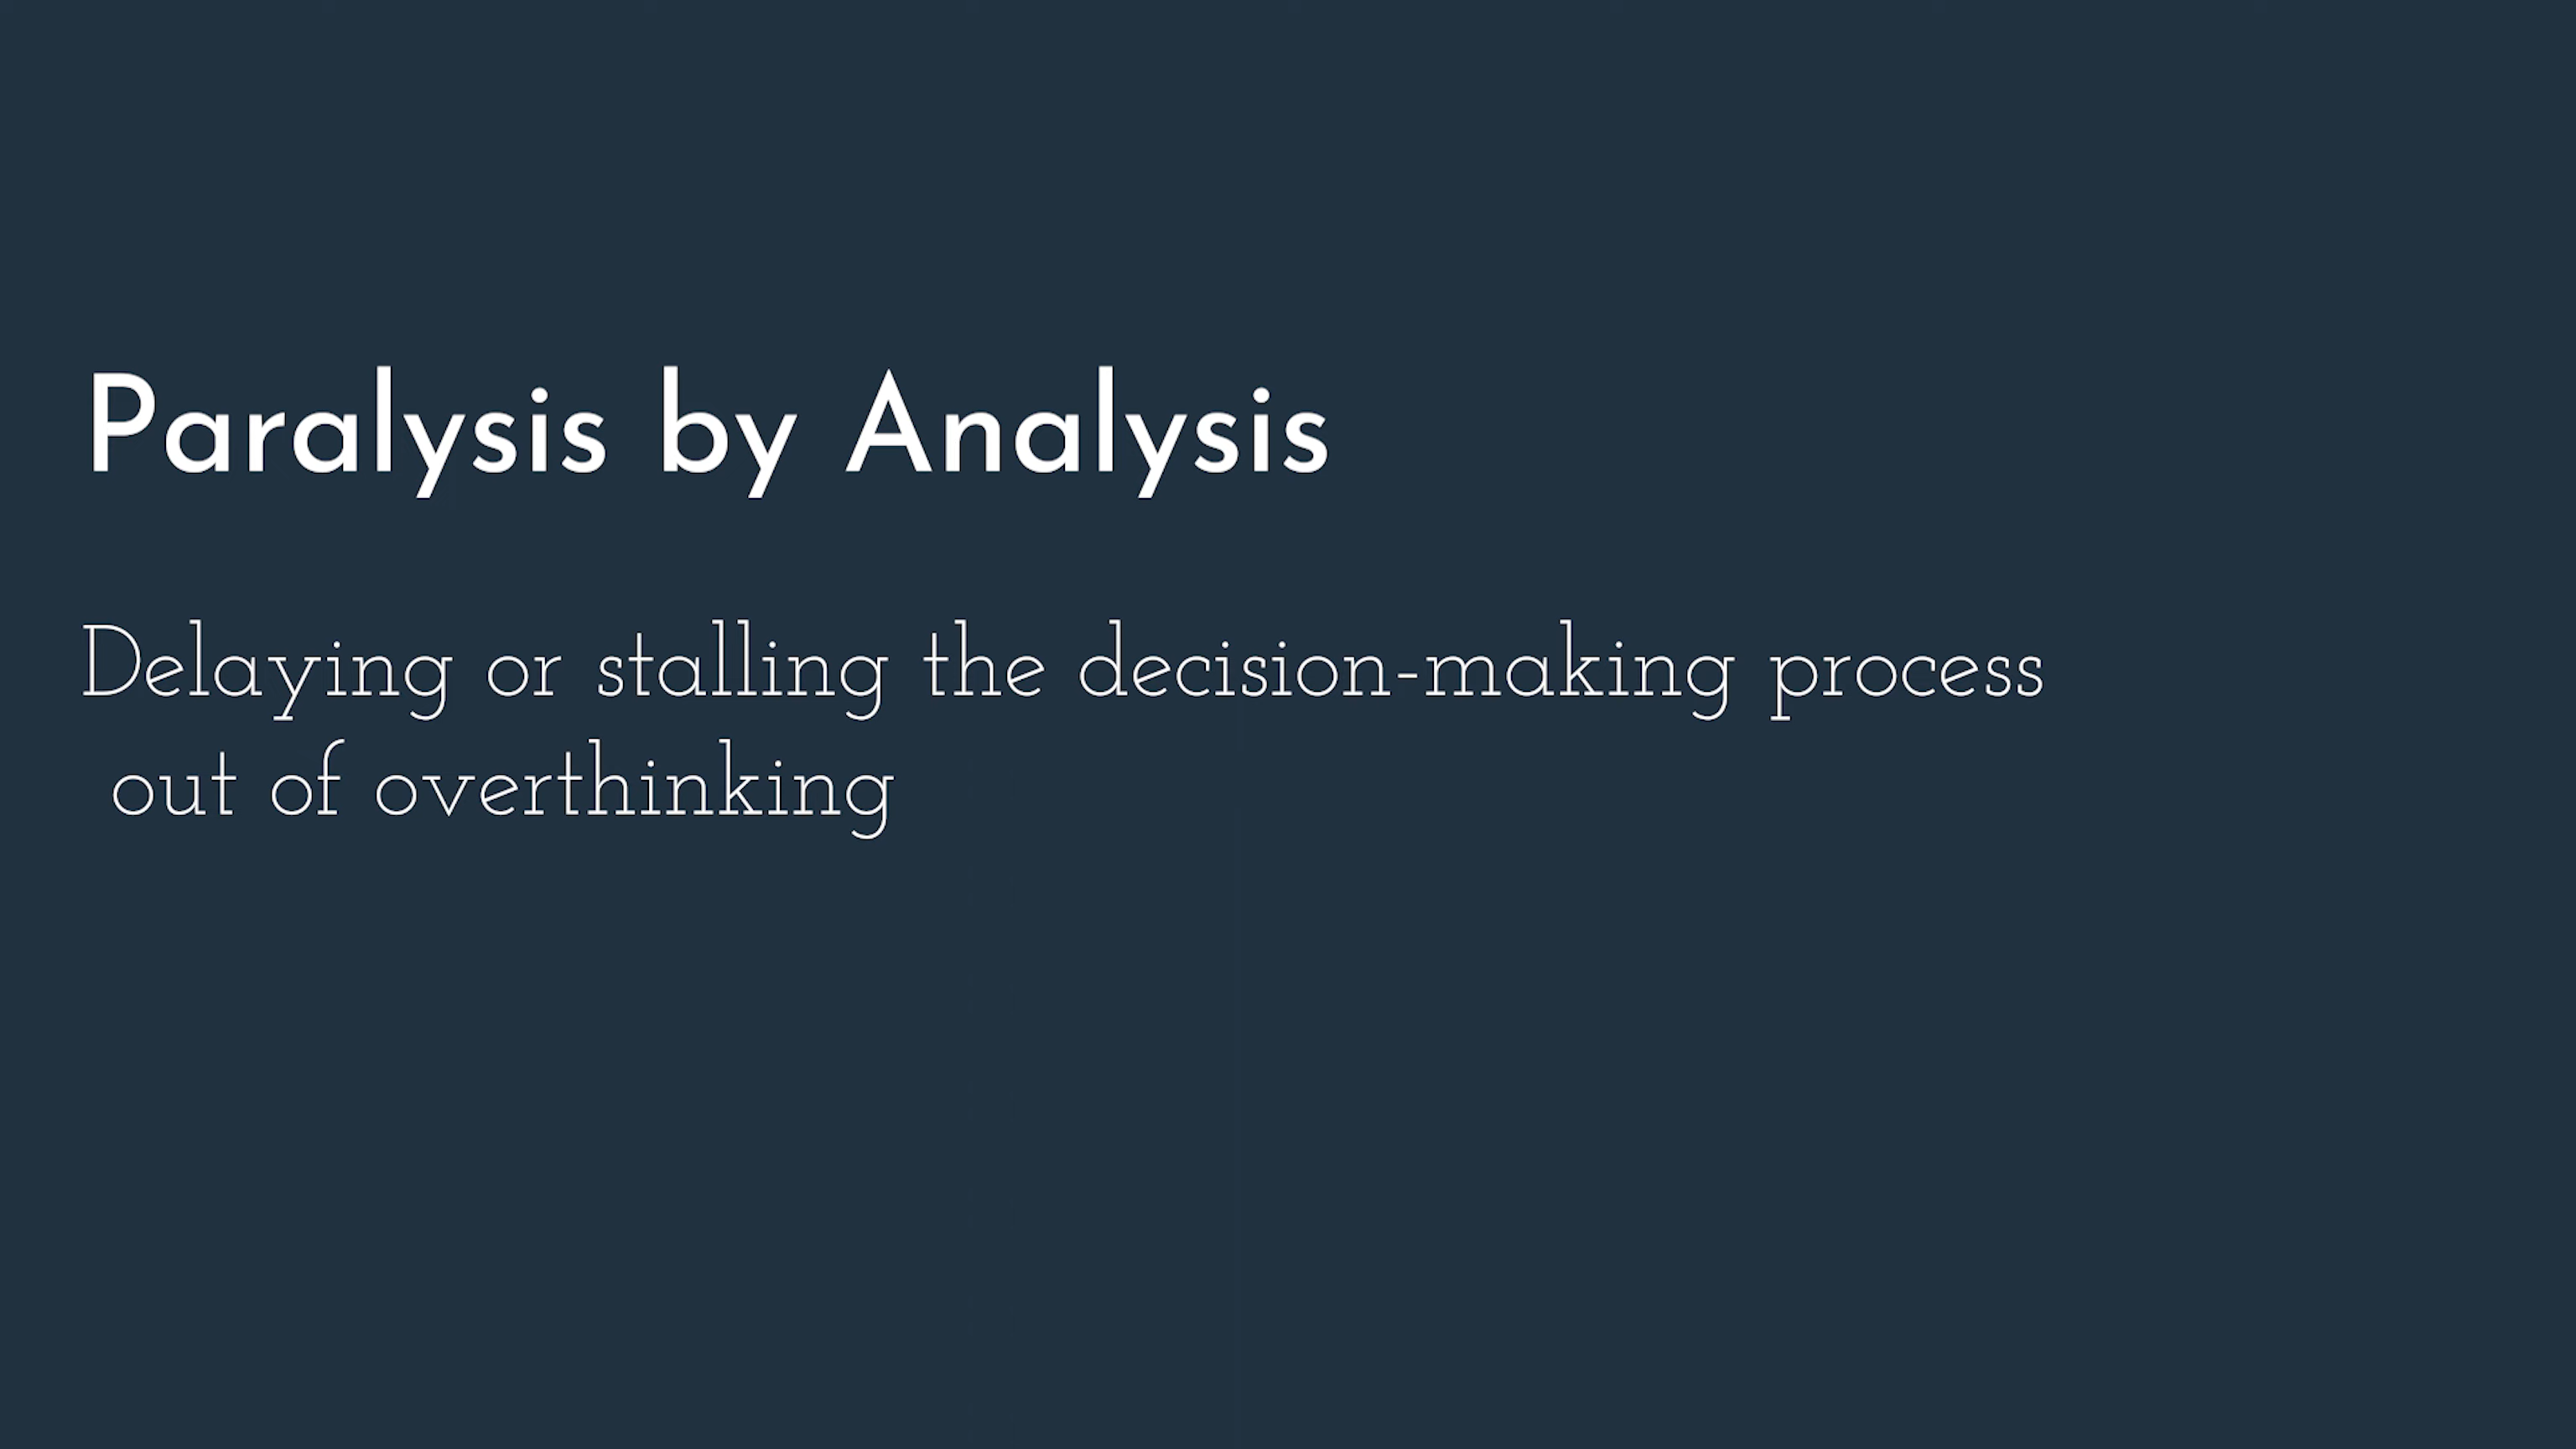 Paralysis by Analysis
Delaying or stalling the decision-making process
out of overthinking